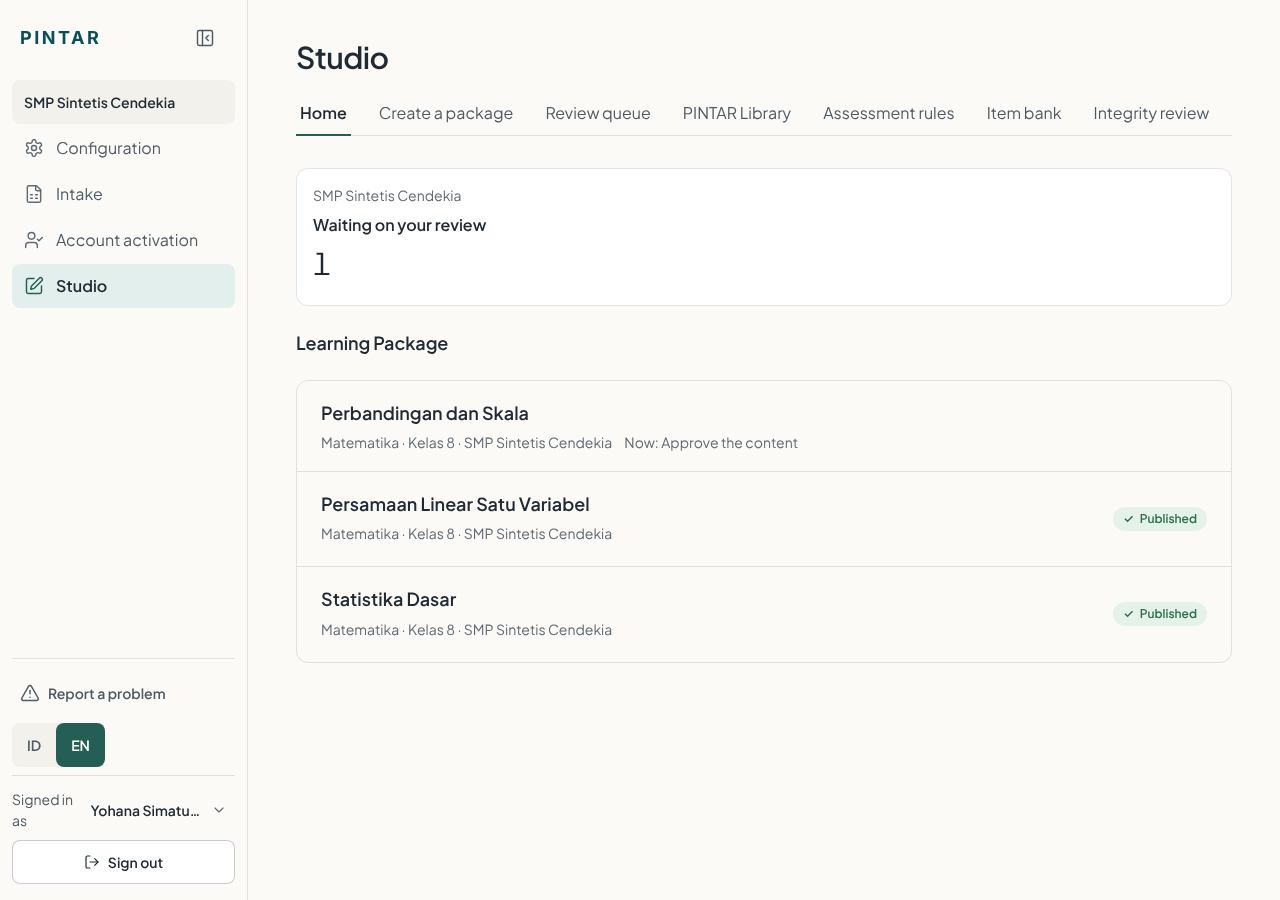 PINTAR
SMP Sintetis Cendekia
Configuration
Intake
Account activation
Studio
Report a problem
ID EN
Signed in as
Yohana Simatu…
Sign out
Studio
Home Create a package Review queue PINTAR Library Assessment rules Item bank Integrity review
SMP Sintetis Cendekia
Waiting on your review
1
Learning Package
Perbandingan dan Skala
Matematika · Kelas 8 · SMP Sintetis Cendekia Now: Approve the content
Persamaan Linear Satu Variabel
Matematika · Kelas 8 · SMP Sintetis Cendekia
Published
Statistika Dasar
Matematika · Kelas 8 · SMP Sintetis Cendekia
Published